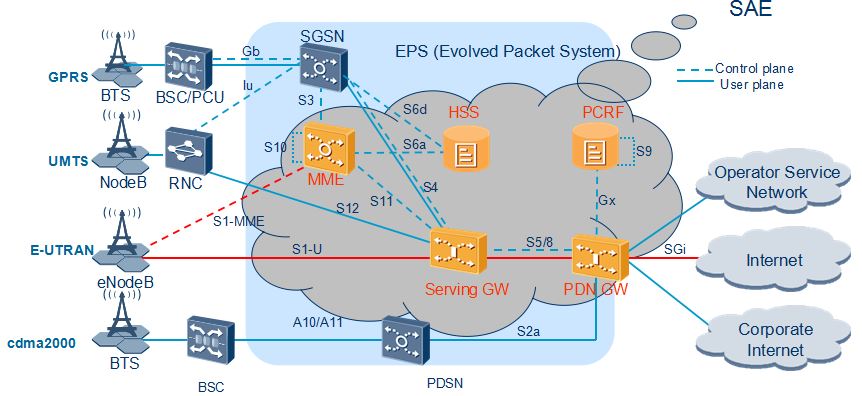 SAE
SGSN
EPS (Evolved Packet System)
Gb
Control plane
User plane
GPRS
BTS
BSC/PCU
Iu
S3
S6d
HSS
PCRF
UMTS
NodeB
RNC
S10
MME
S6a
S9
S4
S11
S12
Gx
Operator Service
Network
S1-MME
E-UTRAN
eNodeB
S1-U
S5/8
SGi
Internet
Serving GW
PDN GW
A10/A11
S2a
cdma2000
BTS
BSC
PDSN
Corporate
Internet